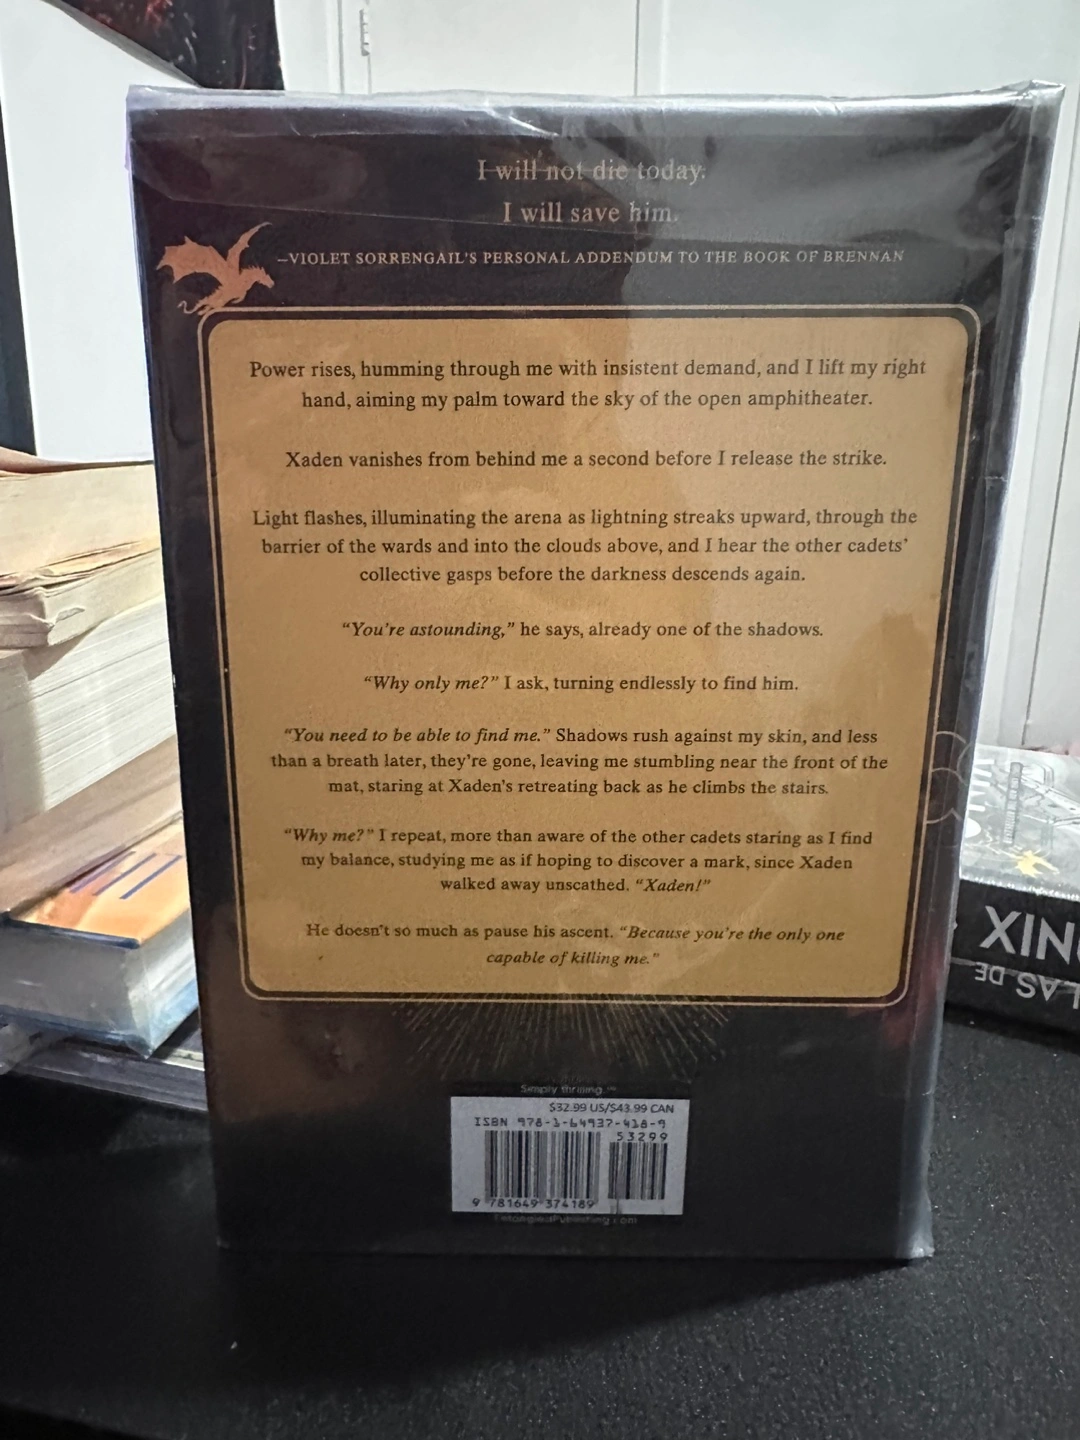 I will not die today.
I will save him.
—VIOLET SORRENGAIL'S PERSONAL ADDENDUM TO THE BOOK OF BRENNAN
Power rises, humming through me with insistent demand, and I lift my right
hand, aiming my palm toward the sky of the open amphitheater.
Xaden vanishes from behind me a second before I release the strike.
Light flashes, illuminating the arena as lightning streaks upward, through the
barrier of the wards and into the clouds above, and I hear the other cadets'
collective gasps before the darkness descends again.
"You're astounding," he says, already one of the shadows.
"Why only me?" I ask, turning endlessly to find him.
"You need to be able to find me." Shadows rush against my skin, and less
than a breath later, they're gone, leaving me stumbling near the front of the
mat, staring at Xaden's retreating back as he climbs the stairs.
"Why me?" I repeat, more than aware of the other cadets staring as I find
my balance, studying me as if hoping to discover a mark, since Xaden
walked away unscathed. "Xaden!"
He doesn't so much as pause his ascent. "Because you're the only one
capable of killing me."
Simply thrilling.™
$32.99 US/$43.99 CAN
ISBN 978-1-64937-418-9
53299
9 781649 374189
EntangledPublishing.com
XIN
LAS DE